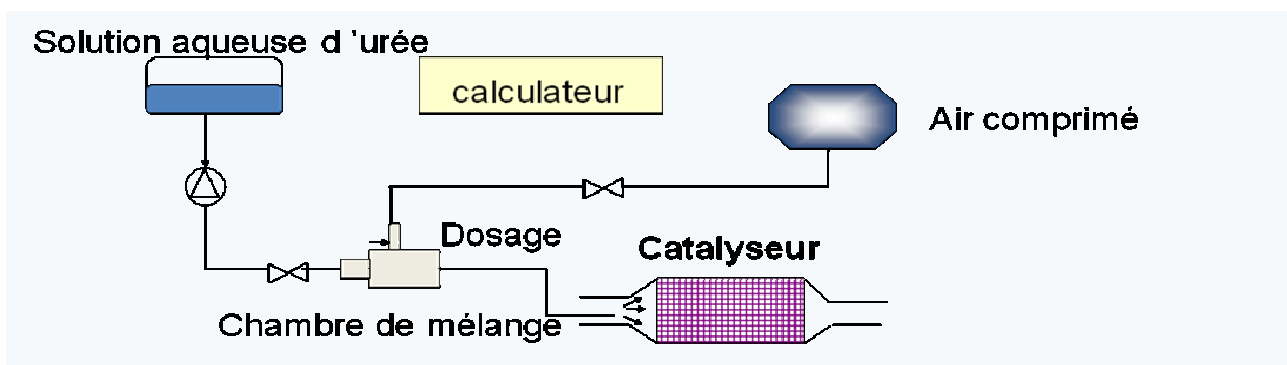 Solution aqueuse d 'urée
calculateur
Air comprimé
Dosage
Catalyseur
Chambre de mélange